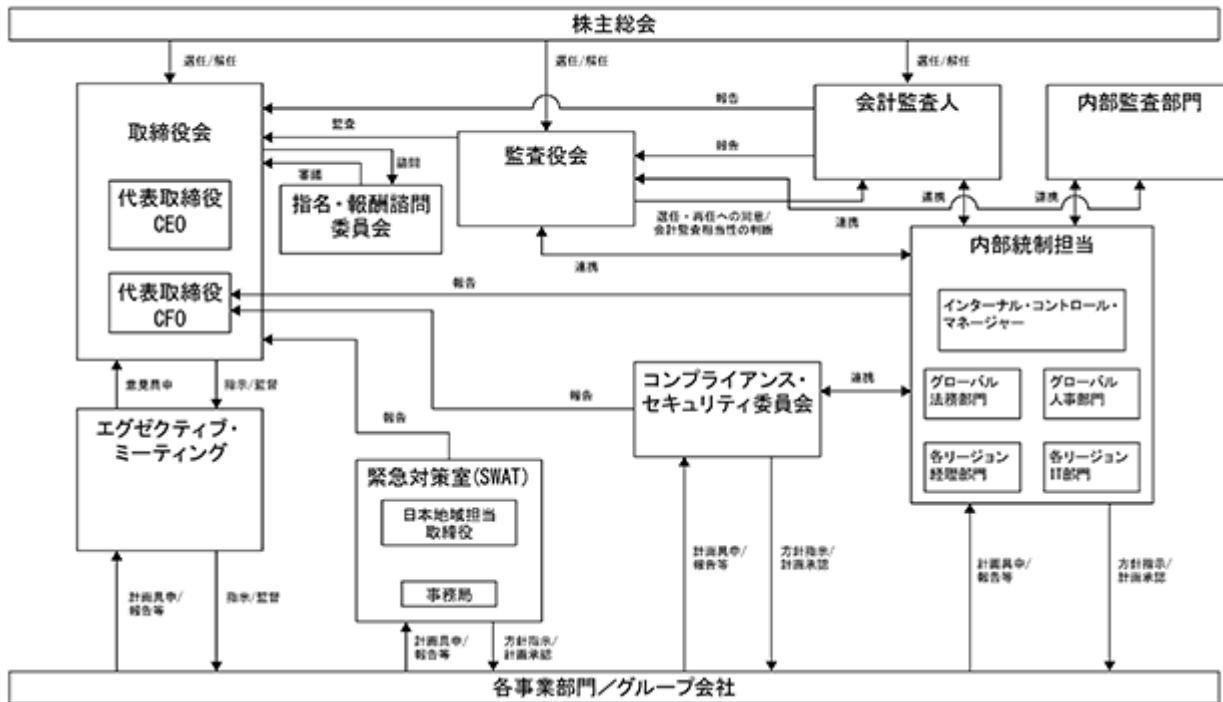 株主総会
選任/解任
選任/解任
選任/解任
取締役会
代表取締役
CEO
代表取締役
CFO
報告
監査
諮問
審議
指名・報酬諮問
委員会
監査役会
会計監査人
内部監査部門
報告
選任・再任への同意/
会計監査相当性の判断
連携
連携
連携
連携
報告
内部統制担当
インターナル・コントロール・
マネージャー
グローバル
法務部門
グローバル
人事部門
各リージョン
経理部門
各リージョン
IT部門
意見具申
指示/監督
エグゼクティブ・
ミーティング
報告
報告
コンプライアンス・
セキュリティ委員会
連携
緊急対策室(SWAT)
日本地域担当
取締役
事務局
計画具申/
報告等
指示/監督
計画具申/
報告等
方針指示/
計画承認
計画具申/
報告等
方針指示/
計画承認
計画具申/
報告等
方針指示/
計画承認
各事業部門/グループ会社